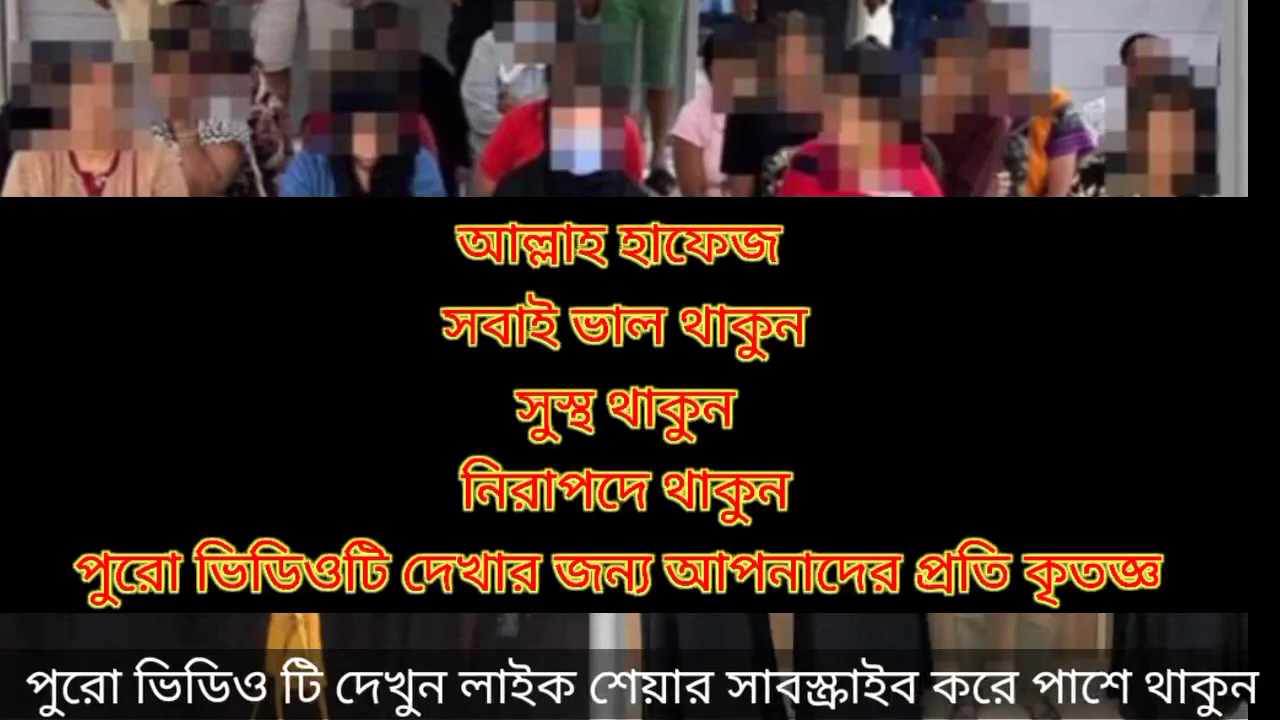 আল্লাহ হাফেজ
সবাই ভাল থাকুন
সুস্থ থাকুন
নিরাপদে থাকুন
পুরো ভিডিওটি দেখার জন্য আপনাদের প্রতি কৃতজ্ঞ
পুরো ভিডিও টি দেখুন লাইক শেয়ার সাবস্ক্রাইব করে পাশে থাকুন